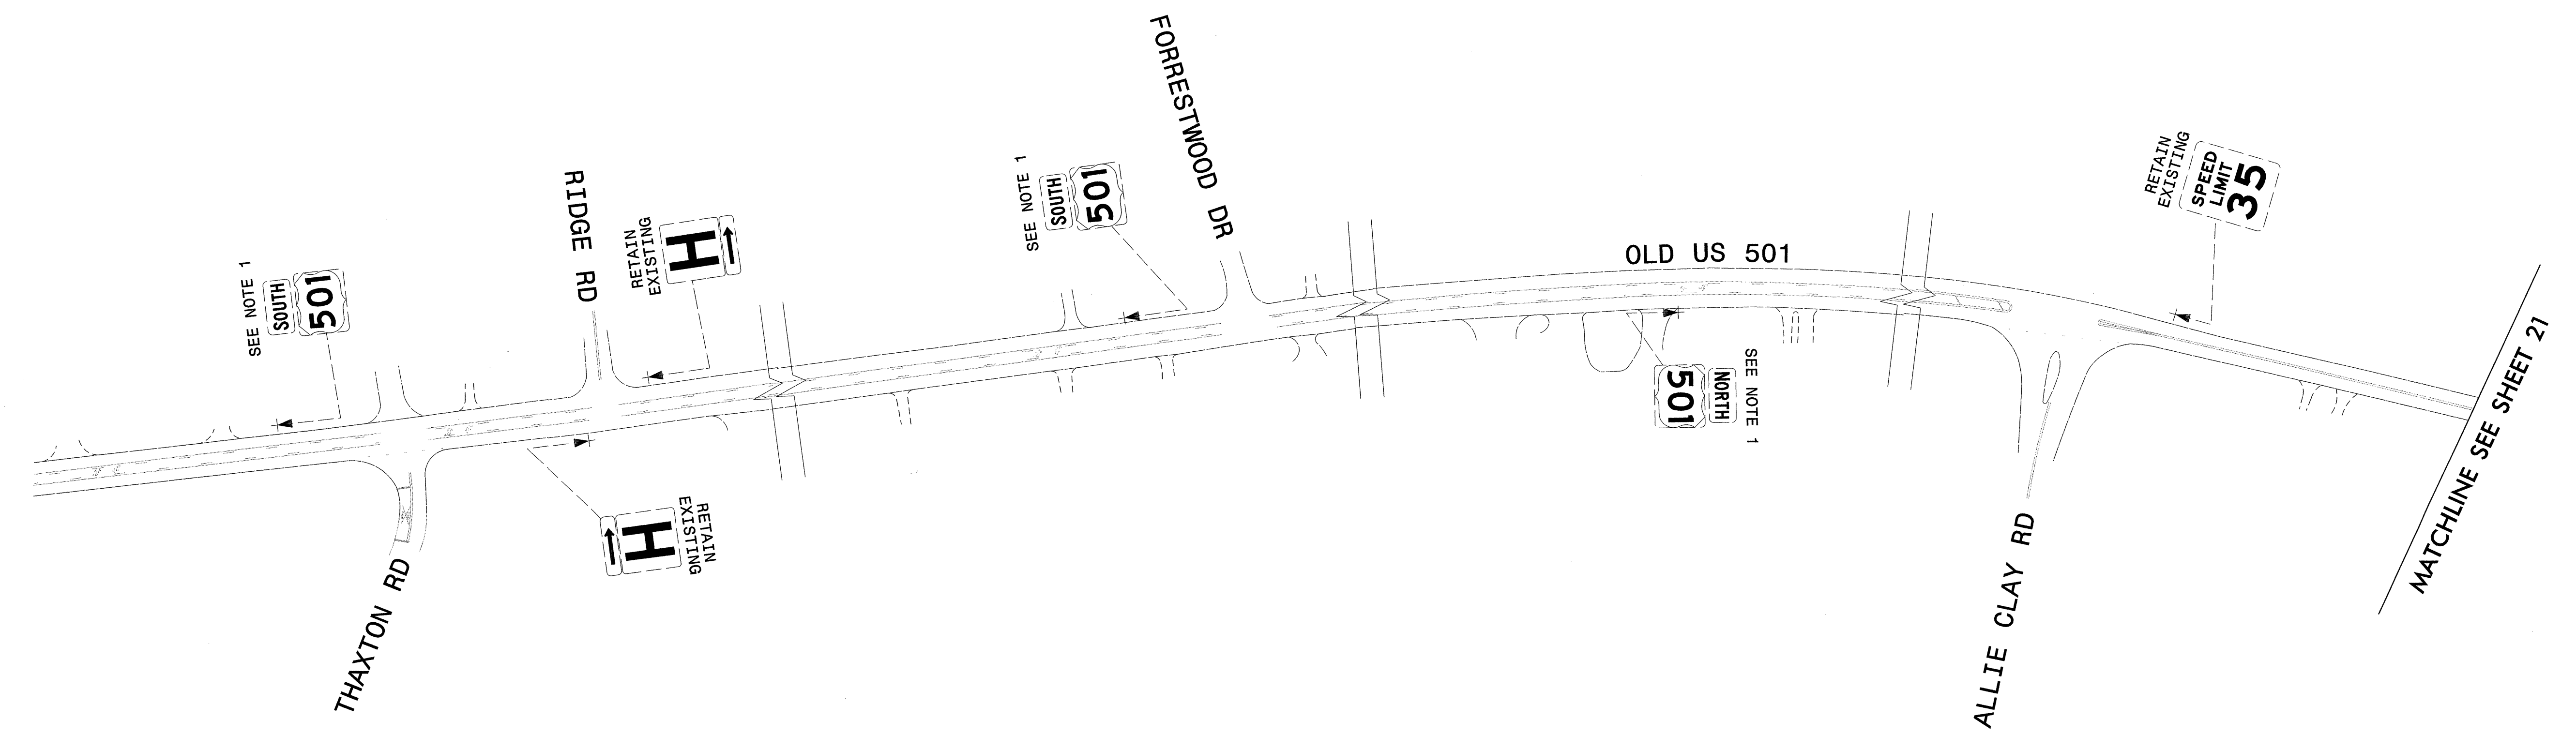 SEE NOTE 1
SOUTH
501
RIDGE RD
RETAIN
EXISTING
H
SEE NOTE 1
SOUTH
501
FORRESTWOOD DR
OLD US 501
RETAIN
EXISTING
SPEED
LIMIT
35
MATCHLINE SEE SHEET 21
SEE NOTE 1
NORTH
501
RETAIN
EXISTING
H
THAXTON RD
ALLIE CLAY RD